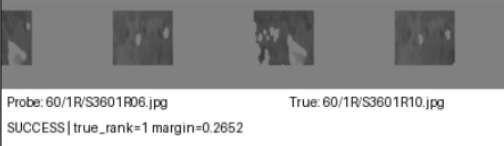 Probe: 60/1R/S3601R06.jpg True: 60/1R/S3601R10.jpg
SUCCESS | true_rank=1 margin=0.2652